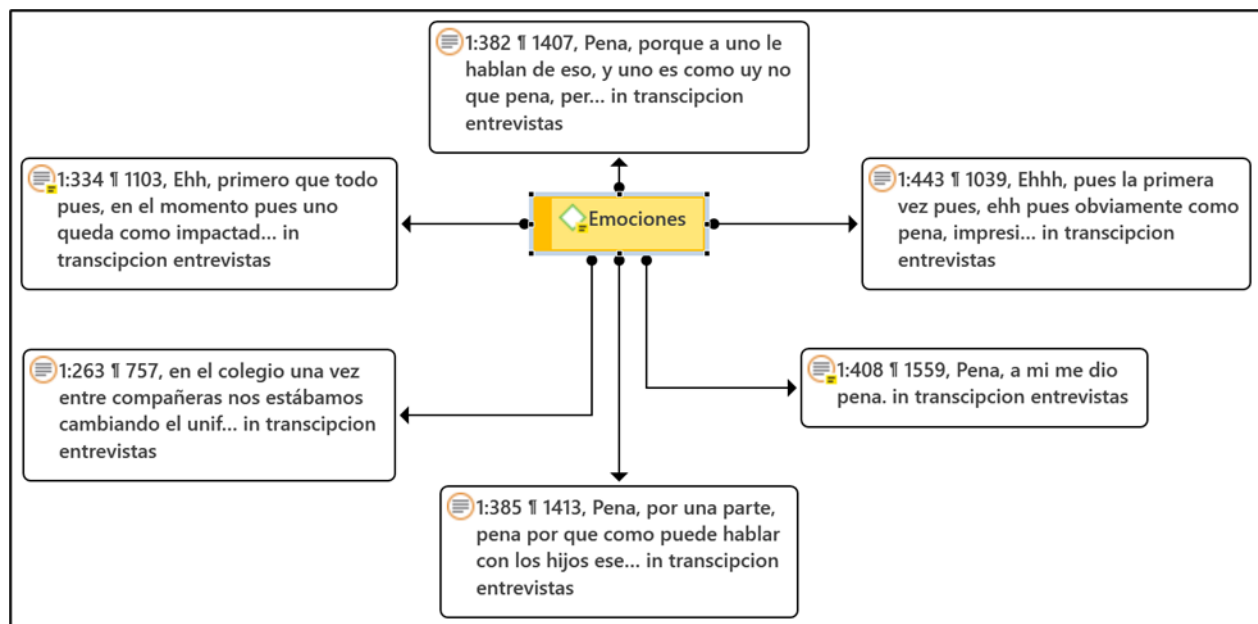 1:382 ¶ 1407, Pena, porque a uno le
hablan de eso, y uno es como uy no
que pena, per... in transcipcion
entrevistas
1:334 ¶ 1103, Ehh, primero que todo
pues, en el momento pues uno
queda como impactad... in
transcipcion entrevistas
Emociones
1:443 ¶ 1039, Ehhh, pues la primera
vez pues, ehh pues obviamente como
pena, impresi... in transcipcion
entrevistas
1:263 ¶ 757, en el colegio una vez
entre compañeras nos estábamos
cambiando el unif... in transcipcion
entrevistas
1:408 ¶ 1559, Pena, a mi me dio
pena. in transcipcion entrevistas
1:385 ¶ 1413, Pena, por una parte,
pena por que como puede hablar
con los hijos ese... in transcipcion
entrevistas